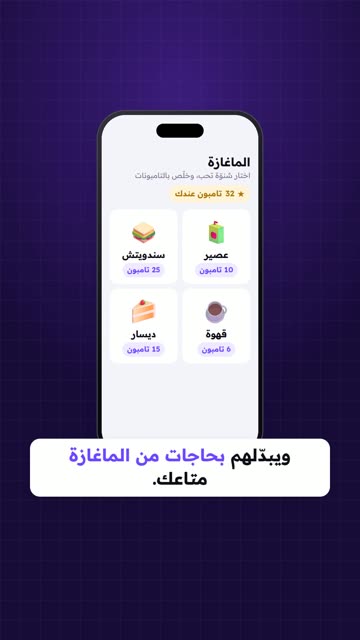 الماغازة
اختار شنوّة تحب، وخلّص بالتامبونات
★ 32 تامبون عندك
عصير
10 تامبون
سندويتش
25 تامبون
قهوة
6 تامبون
ديسار
15 تامبون
ويبدّلهم بحاجات من الماغازة
متاعك.